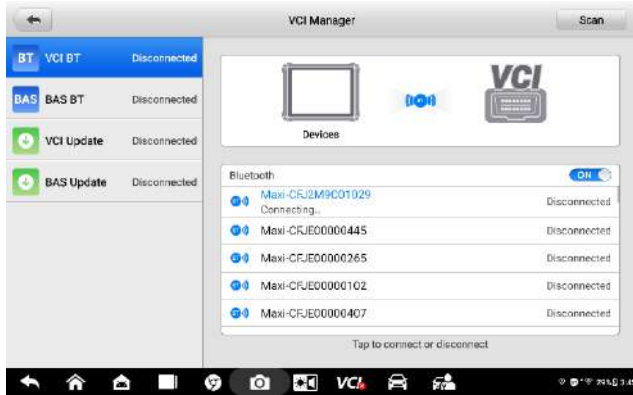 VCI Manager
Scan
BT VCI BT Disconnected
BAS BAS BT Disconnected
VCI Update Disconnected
BAS Update Disconnected
VCI
Devices
Bluetooth ON
Maxi-CFJ2M9C01029
Connecting... Disconnected
Maxi-CFJE00000445 Disconnected
Maxi-CFJE00000265 Disconnected
Maxi-CFJE00000102 Disconnected
Maxi-CFJE00000407 Disconnected
Tap to connect or disconnect
VCI